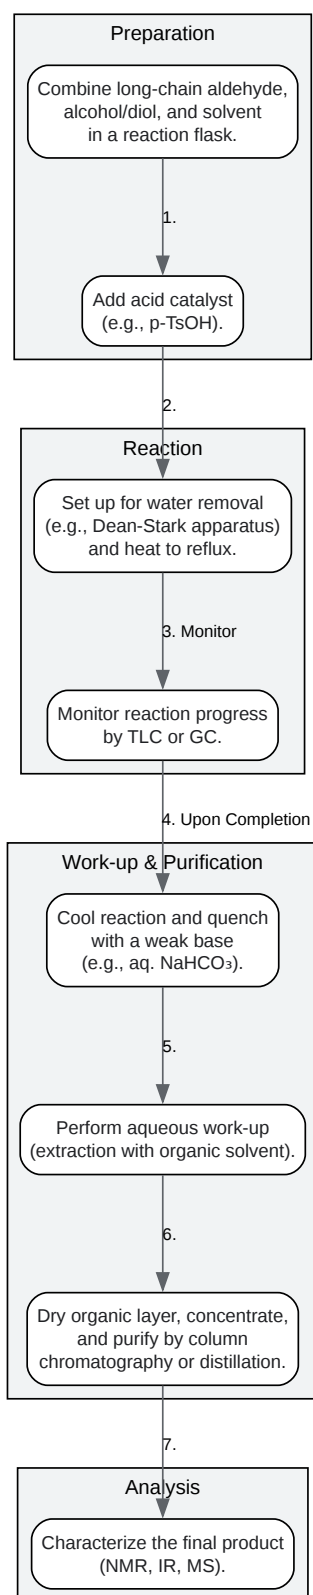 Preparation
Combine long-chain aldehyde,
alcohol/diol, and solvent
in a reaction flask.
1.
Add acid catalyst
(e.g., p-TsOH).
2.
Reaction
Set up for water removal
(e.g., Dean-Stark apparatus)
and heat to reflux.
3. Monitor
Monitor reaction progress
by TLC or GC.
4. Upon Completion
Work-up & Purification
Cool reaction and quench
with a weak base
(e.g., aq. NaHCO₃).
5.
Perform aqueous work-up
(extraction with organic solvent).
6.
Dry organic layer, concentrate,
and purify by column
chromatography or distillation.
7.
Analysis
Characterize the final product
(NMR, IR, MS).